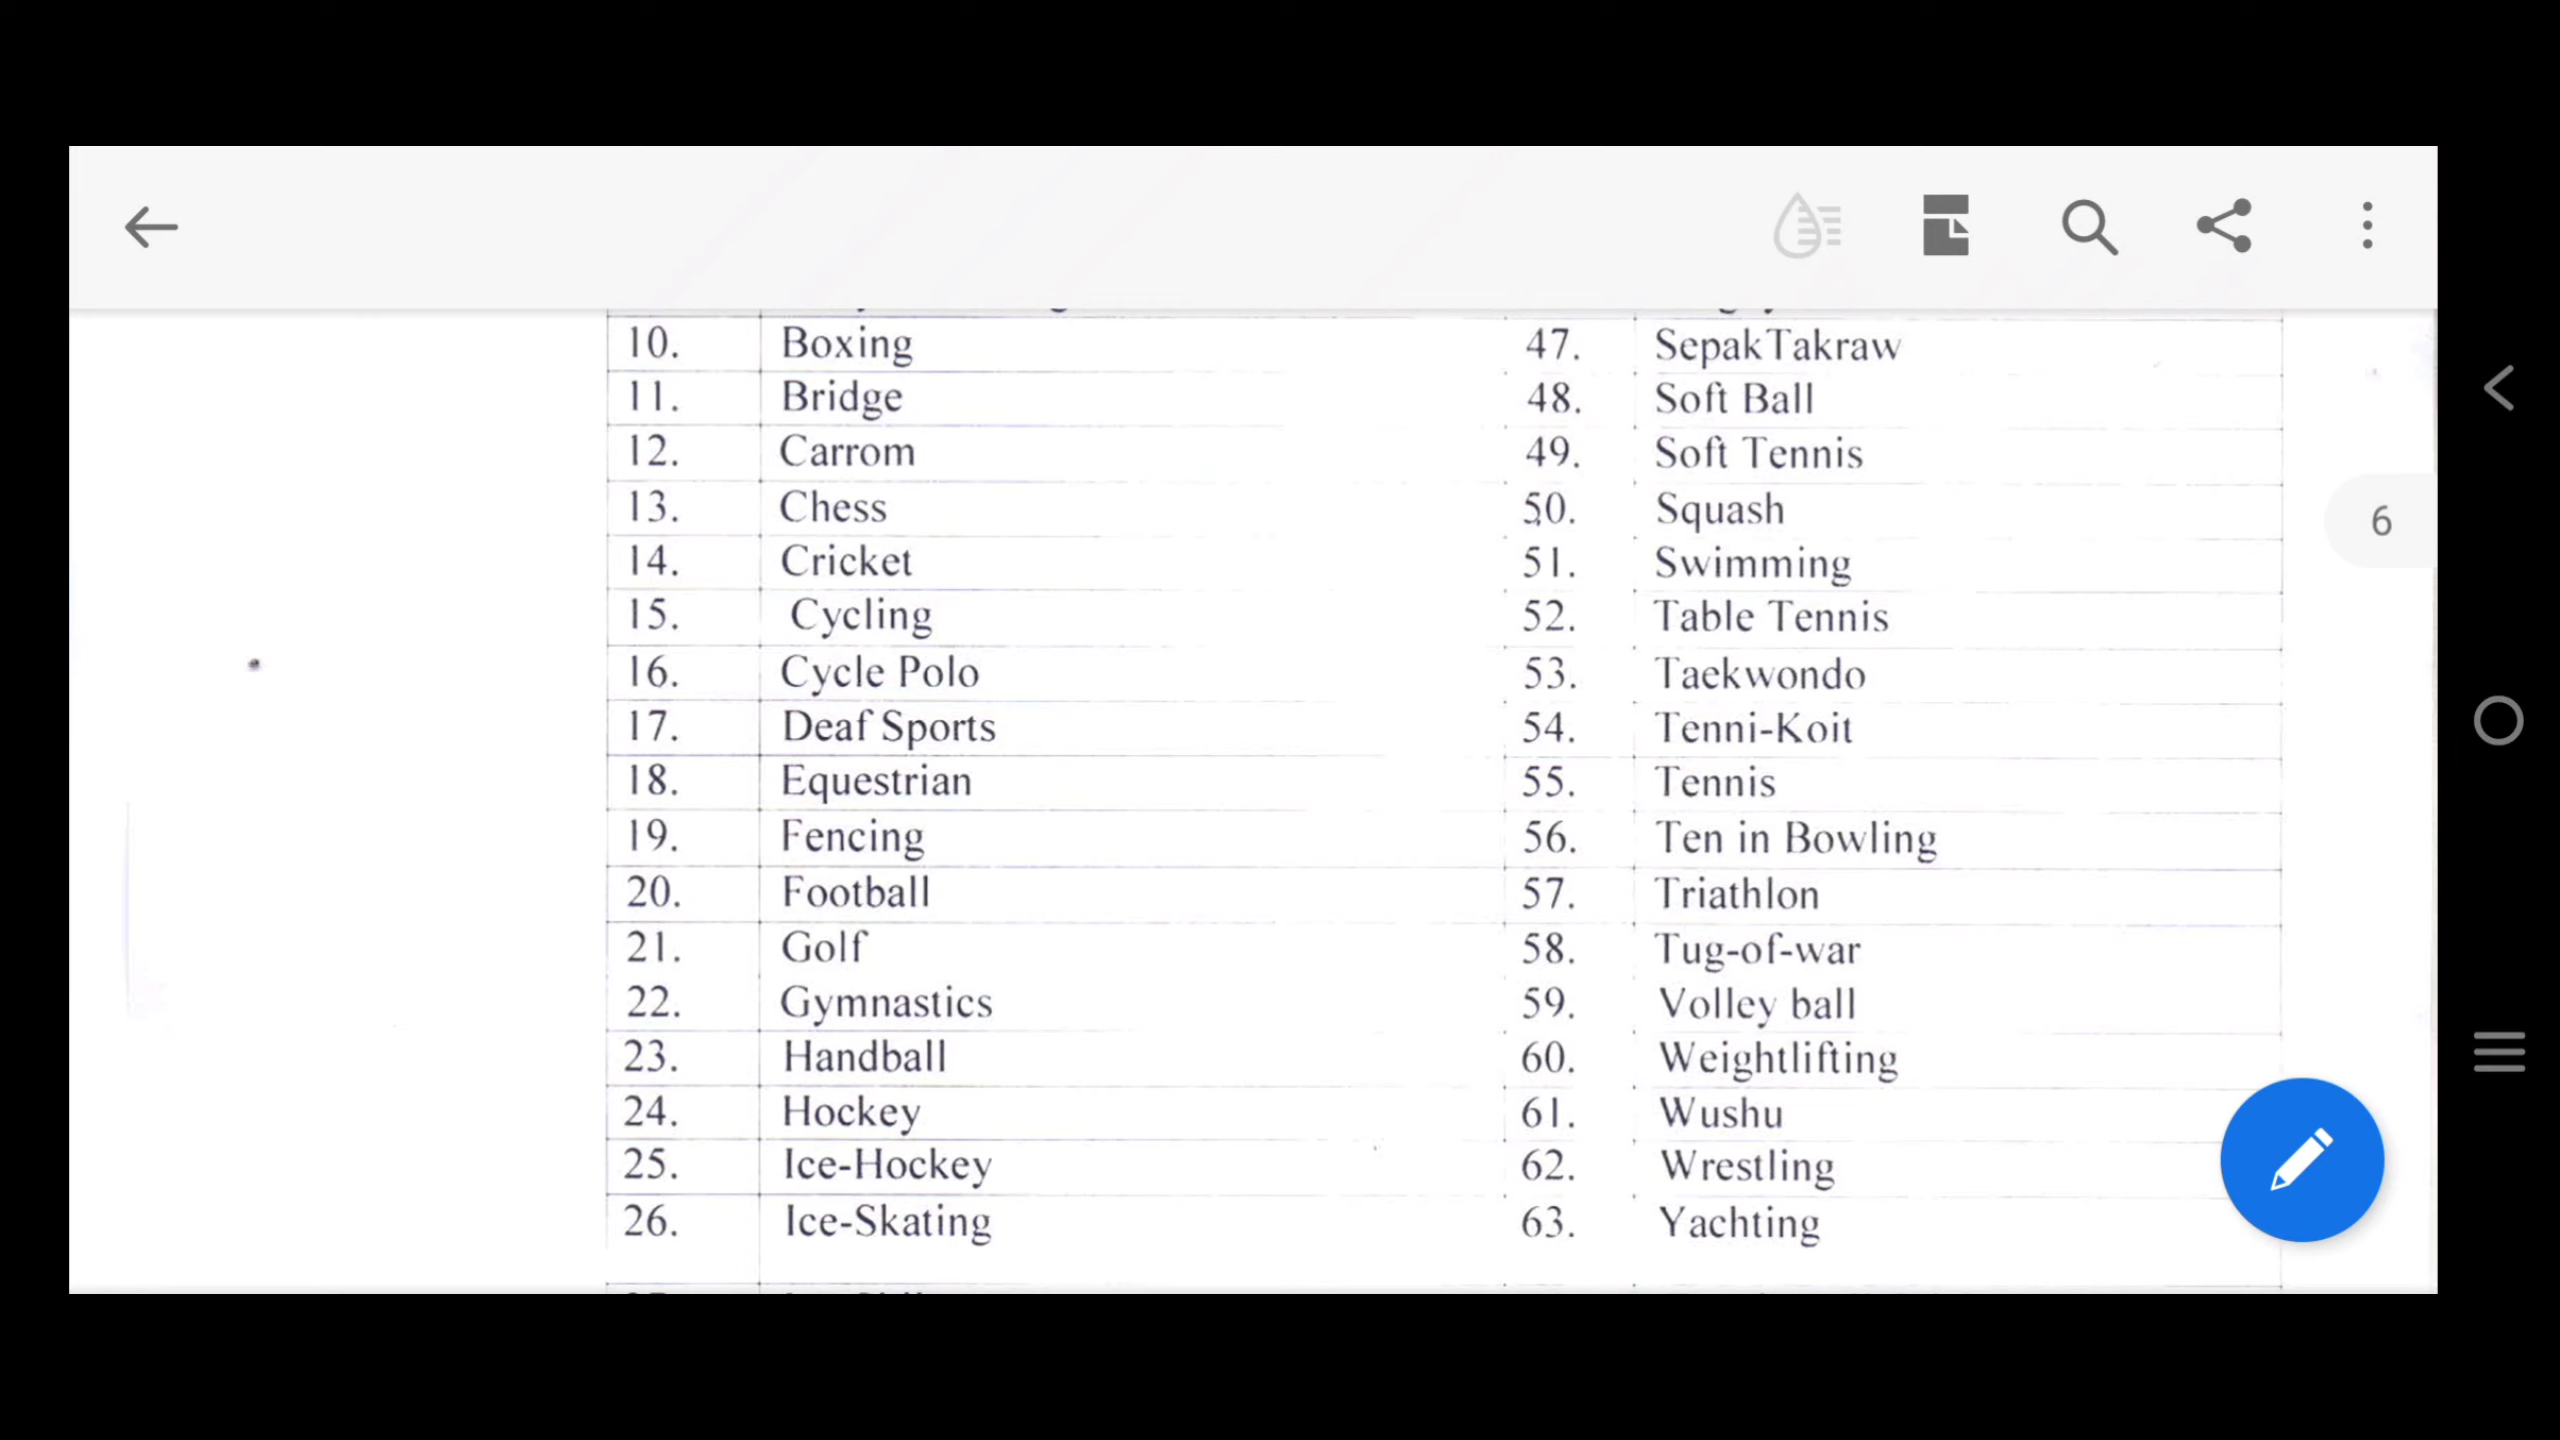 10. Boxing 47. SepakTakraw
11. Bridge 48. Soft Ball
12. Carrom 49. Soft Tennis
13. Chess 50. Squash
14. Cricket 51. Swimming
15. Cycling 52. Table Tennis
16. Cycle Polo 53. Taekwondo
17. Deaf Sports 54. Tenni-Koit
18. Equestrian 55. Tennis
19. Fencing 56. Ten in Bowling
20. Football 57. Triathlon
21. Golf 58. Tug-of-war
22. Gymnastics 59. Volley ball
23. Handball 60. Weightlifting
24. Hockey 61. Wushu
25. Ice-Hockey 62. Wrestling
26. Ice-Skating 63. Yachting
6